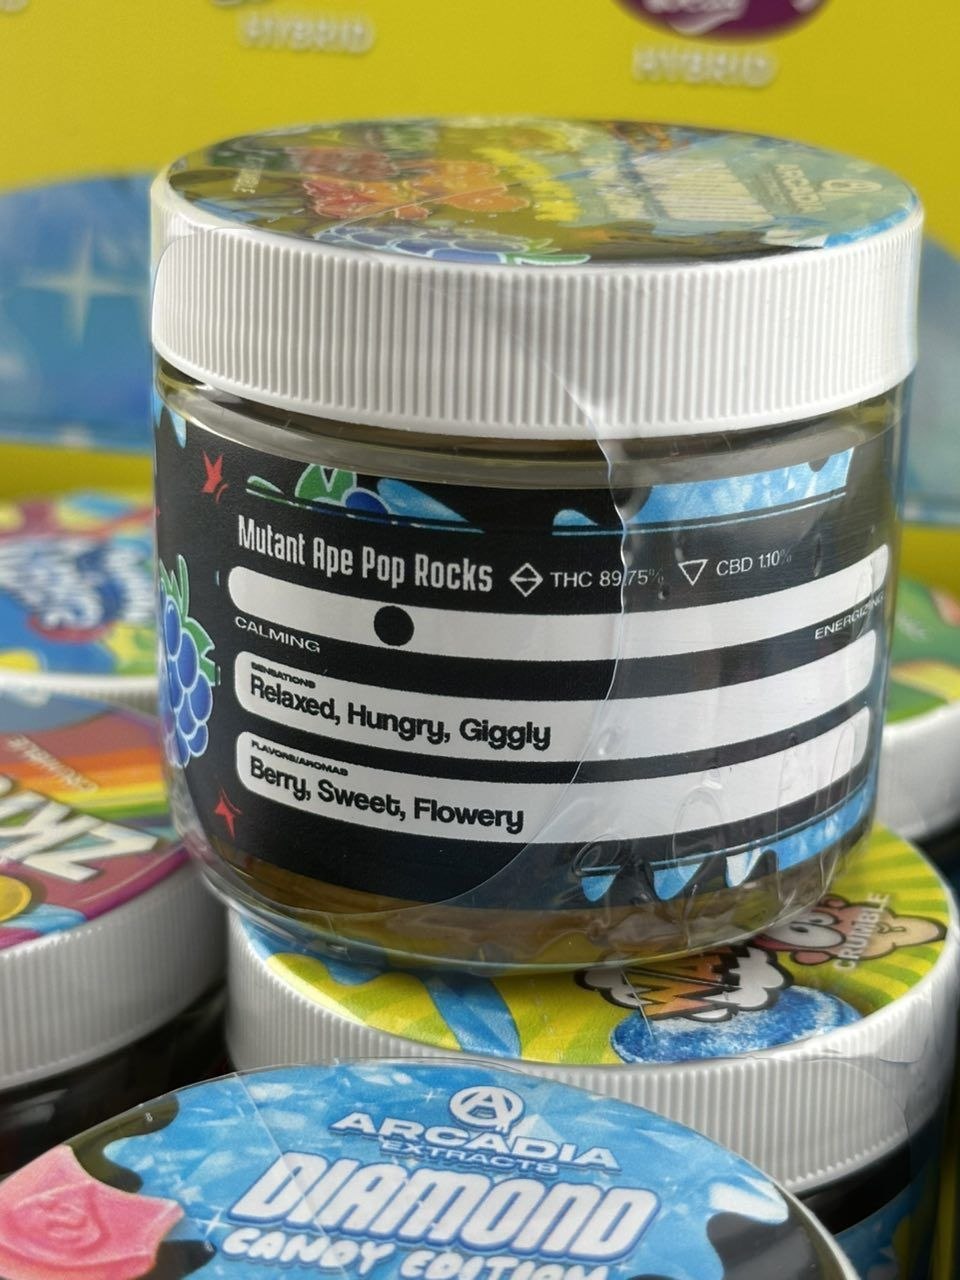 HYBRID
HYBRID
ARCADIA
Mutant Ape Pop Rocks THC 89.75% CBD 1.10%
CALMING ENERGIZING
SENSATIONS
Relaxed, Hungry, Giggly
FLAVORS/AROMAS
Berry, Sweet, Flowery
CRUMBLE
ARCADIA
EXTRACTS
DIAMOND
CANDY EDITION